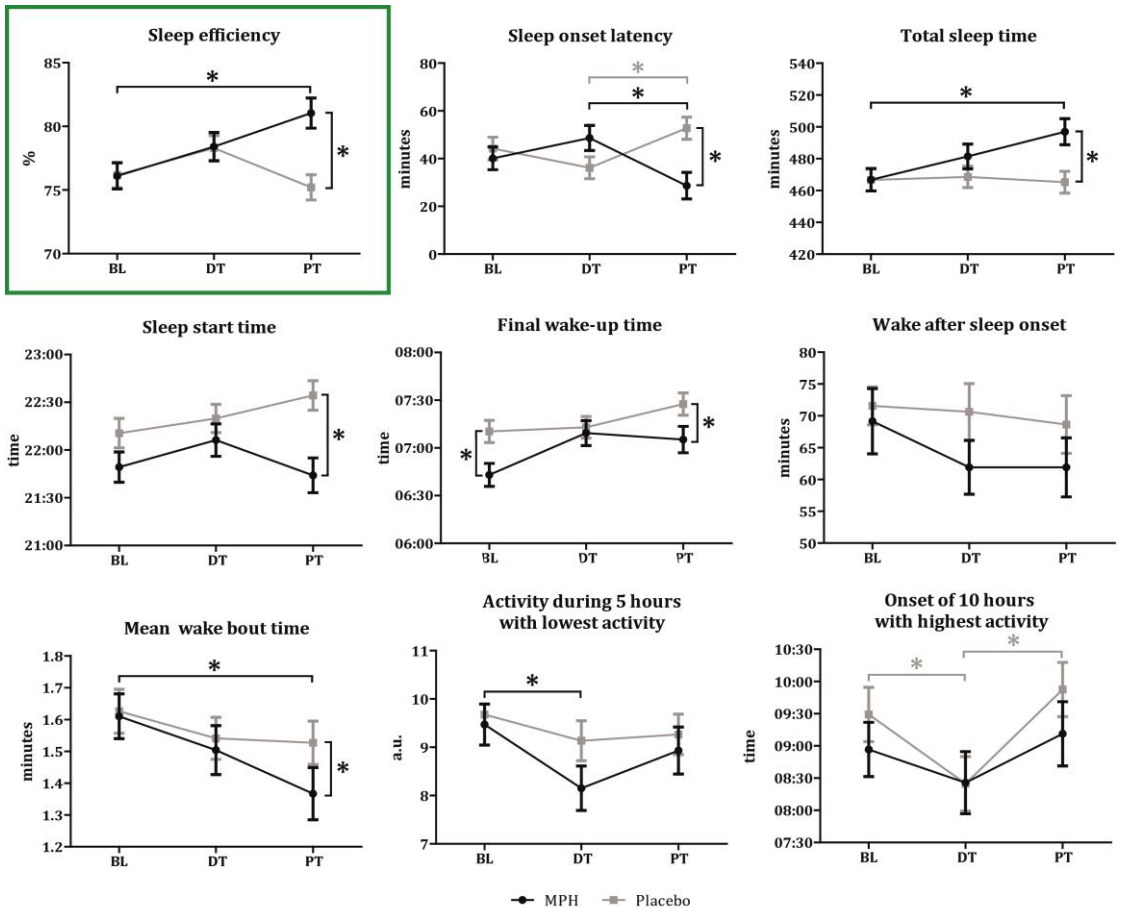 Sleep efficiency
85
80
75
70
%
*
*
BL DT PT
Sleep onset latency
80
60
40
20
0
minutes
*
*
*
BL DT PT
Total sleep time
540
520
500
480
460
440
420
minutes
*
*
BL DT PT
Sleep start time
23:00
22:30
22:00
21:30
21:00
time
*
BL DT PT
Final wake-up time
08:00
07:30
07:00
06:30
06:00
time
*
*
BL DT PT
Wake after sleep onset
80
75
70
65
60
55
50
minutes
BL DT PT
Mean wake bout time
1.8
1.7
1.6
1.5
1.4
1.3
1.2
minutes
*
*
BL DT PT
Activity during 5 hours
with lowest activity
11
10
9
8
7
a.u.
*
BL DT PT
Onset of 10 hours
with highest activity
10:30
10:00
09:30
09:00
08:30
08:00
07:30
time
*
*
BL DT PT
MPH Placebo